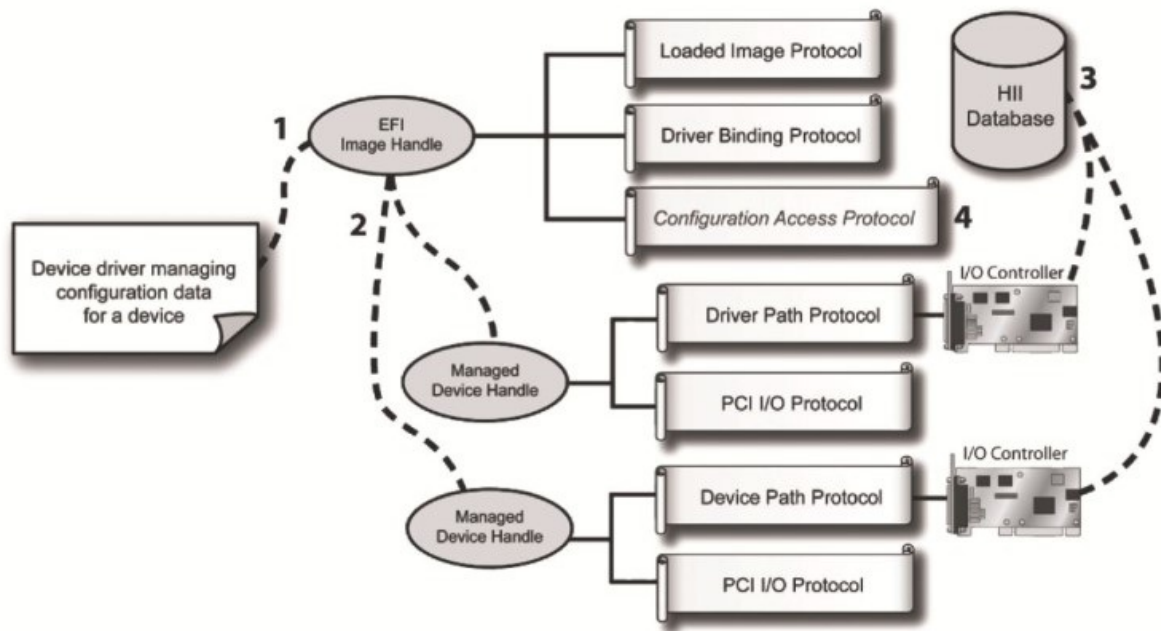 Loaded Image Protocol
3
HII
Database
1
EFI
Image Handle
Driver Binding Protocol
2
Configuration Access Protocol
4
Device driver managing
configuration data
for a device
I/O Controller
Driver Path Protocol
Managed
Device Handle
PCI I/O Protocol
I/O Controller
Device Path Protocol
Managed
Device Handle
PCI I/O Protocol